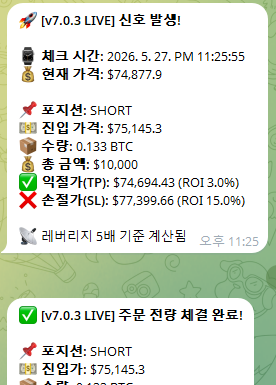 🚀 [v7.0.3 LIVE] 신호 발생!
⌚ 체크 시간: 2026. 5. 27. PM 11:25:55
💰 현재 가격: $74,877.9
📌 포지션: SHORT
💵 진입 가격: $75,145.3
📦 수량: 0.133 BTC
💰 총 금액: $10,000
✅ 익절가(TP): $74,694.43 (ROI 3.0%)
❌ 손절가(SL): $77,399.66 (ROI 15.0%)
📡 레버리지 5배 기준 계산됨
오후 11:25
✅ [v7.0.3 LIVE] 주문 전량 체결 완료!
📌 포지션: SHORT
💵 진입가: $75,145.3